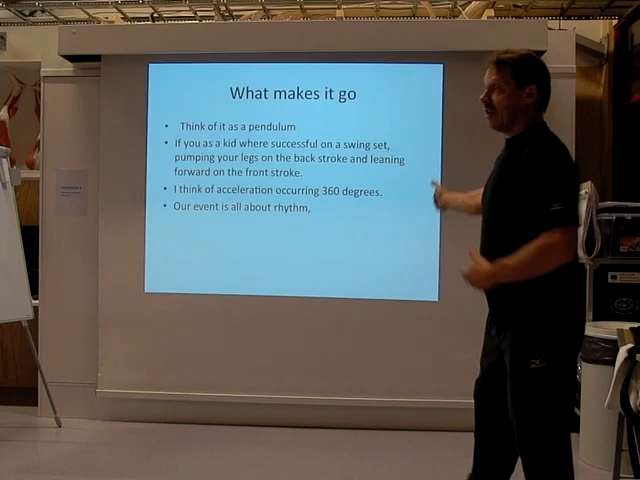 What makes it go
• Think of it as a pendulum
• If you as a kid where successful on a swing set,
pumping your legs on the back stroke and leaning
forward on the front stroke.
• I think of acceleration occurring 360 degrees.
• Our event is all about rhythm,